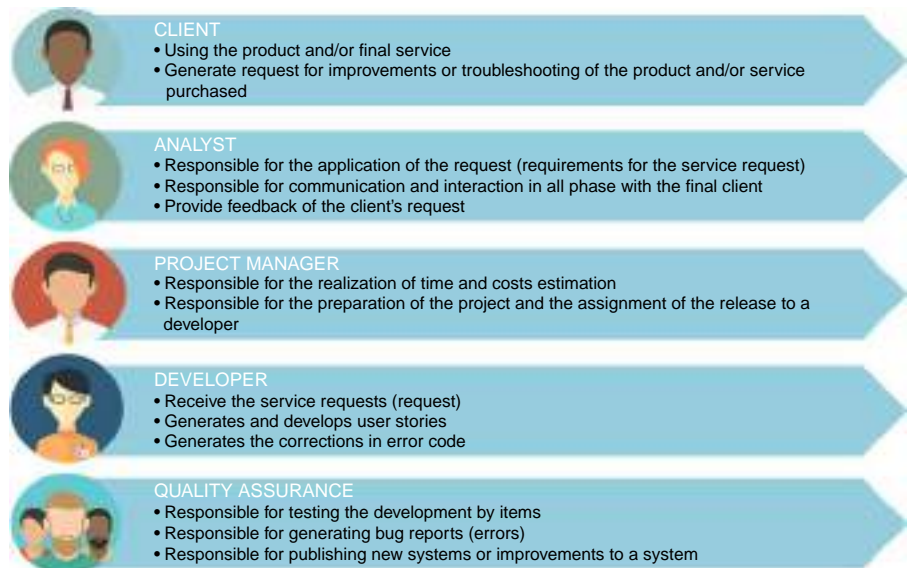 CLIENT
• Using the product and/or final service
• Generate request for improvements or troubleshooting of the product and/or service
purchased
ANALYST
• Responsible for the application of the request (requirements for the service request)
• Responsible for communication and interaction in all phase with the final client
• Provide feedback of the client's request
PROJECT MANAGER
• Responsible for the realization of time and costs estimation
• Responsible for the preparation of the project and the assignment of the release to a
developer
DEVELOPER
• Receive the service requests (request)
• Generates and develops user stories
• Generates the corrections in error code
QUALITY ASSURANCE
• Responsible for testing the development by items
• Responsible for generating bug reports (errors)
• Responsible for publishing new systems or improvements to a system